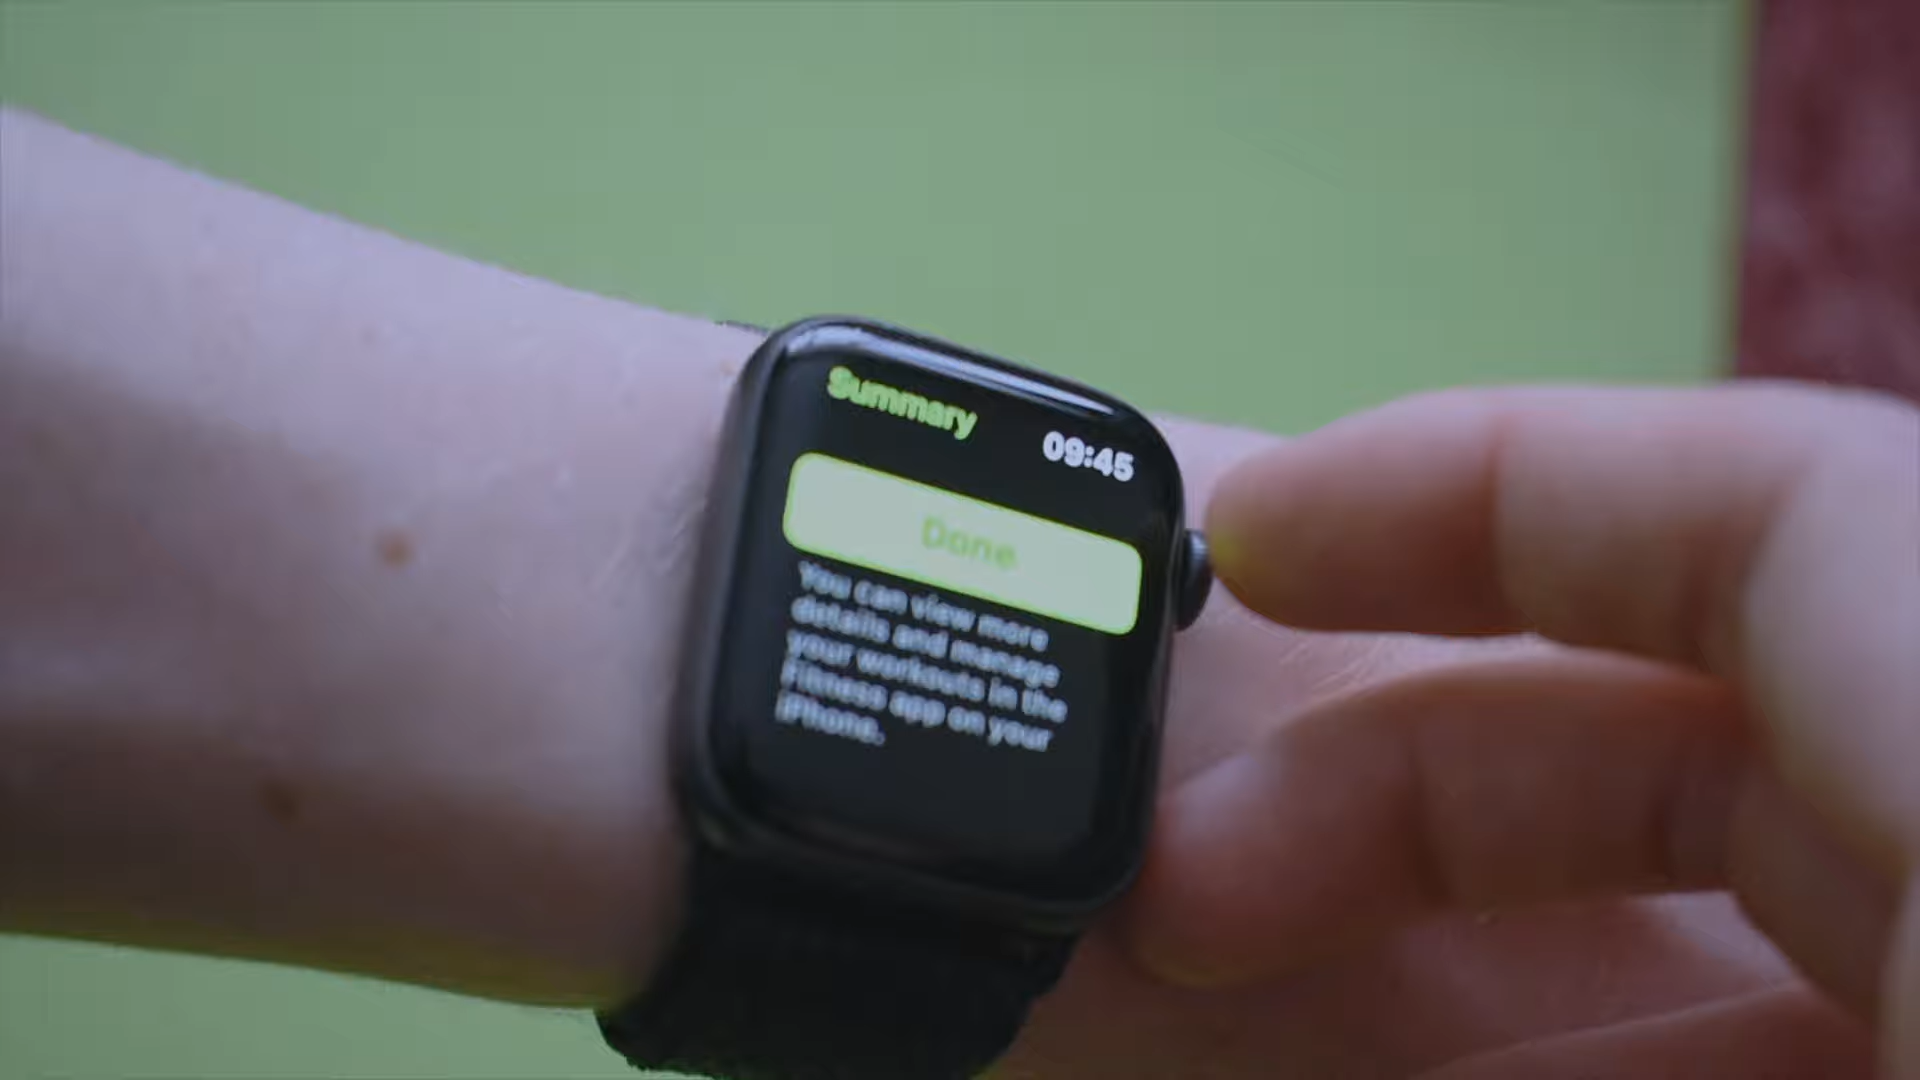 Summary
09:45
Done
You can view more
details and manage
your workouts in the
Fitness app on your
iPhone.